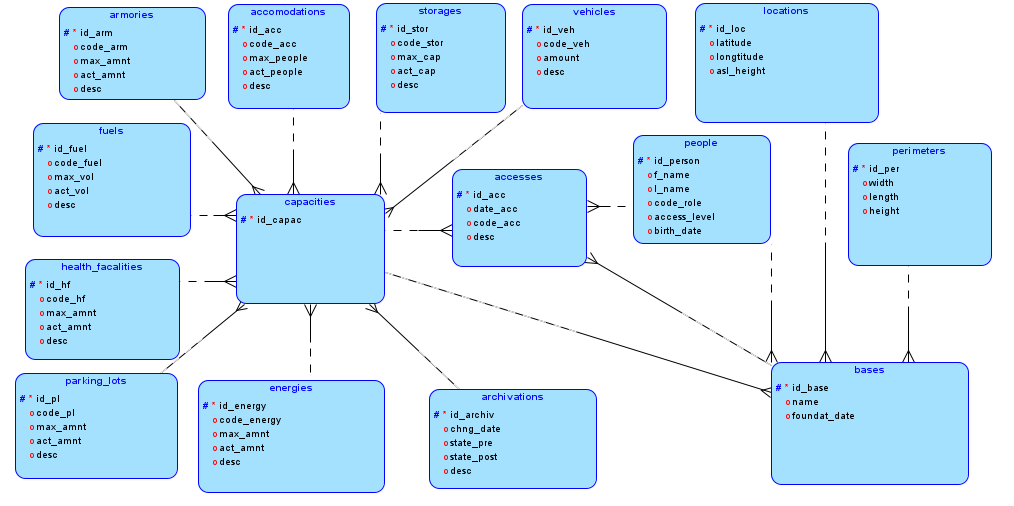 armories
# * id_arm
o code_arm
o max_amnt
o act_amnt
o desc
accomodations
# * id_acc
o code_acc
o max_people
o act_people
o desc
storages
# * id_stor
o code_stor
o max_cap
o act_cap
o desc
vehicles
# * id_veh
o code_veh
o amount
o desc
locations
# * id_loc
o latitude
o longtitude
o asl_height
fuels
# * id_fuel
o code_fuel
o max_vol
o act_vol
o desc
capacities
# * id_capac
accesses
# * id_acc
o date_acc
o code_acc
o desc
people
# * id_person
o f_name
o l_name
o code_role
o access_level
o birth_date
perimeters
# * id_per
o width
o length
o height
health_facalities
# * id_hf
o code_hf
o max_amnt
o act_amnt
o desc
parking_lots
# * id_pl
o code_pl
o max_amnt
o act_amnt
o desc
energies
# * id_energy
o code_energy
o max_amnt
o act_amnt
o desc
archivations
# * id_archiv
o chng_date
o state_pre
o state_post
o desc
bases
# * id_base
o name
o foundat_date